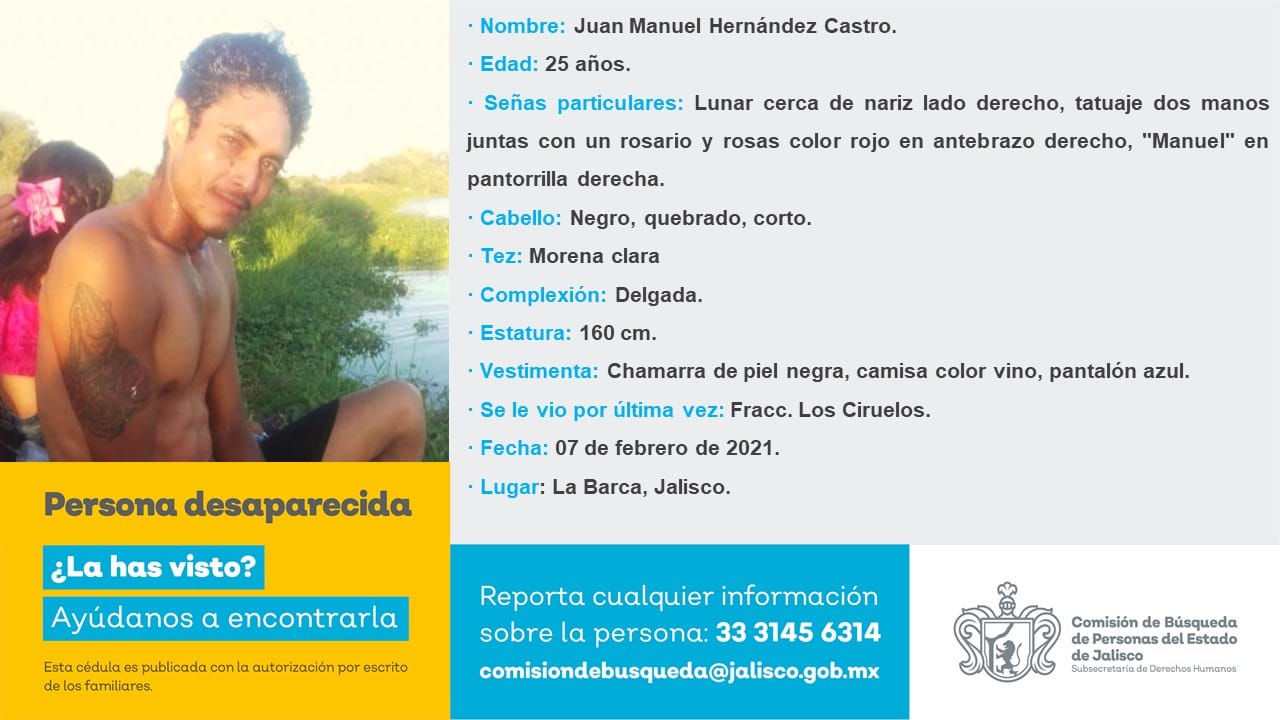 · Nombre: Juan Manuel Hernández Castro.
· Edad: 25 años.
· Señas particulares: Lunar cerca de nariz lado derecho, tatuaje dos manos
juntas con un rosario y rosas color rojo en antebrazo derecho, "Manuel" en
pantorrilla derecha.
· Cabello: Negro, quebrado, corto.
· Tez: Morena clara
· Complexión: Delgada.
· Estatura: 160 cm.
· Vestimenta: Chamarra de piel negra, camisa color vino, pantalón azul.
· Se le vio por última vez: Fracc. Los Ciruelos.
· Fecha: 07 de febrero de 2021.
· Lugar: La Barca, Jalisco.
Persona desaparecida
¿La has visto?
Ayúdanos a encontrarla
Esta cédula es publicada con la autorización por escrito
de los familiares.
Reporta cualquier información
sobre la persona: 33 3145 6314
comisiondebusqueda@jalisco.gob.mx
Comisión de Búsqueda
de Personas del Estado
de Jalisco
Subsecretaría de Derechos Humanos